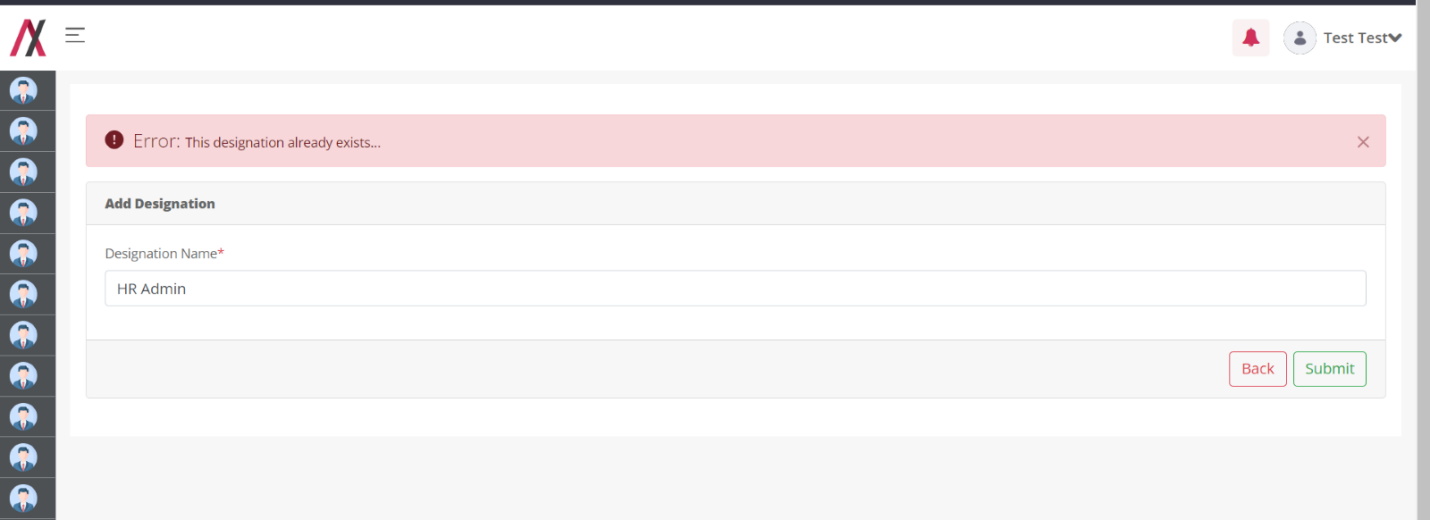 Test Test
Error: This designation already exists...
Add Designation
Designation Name*
HR Admin
Back
Submit